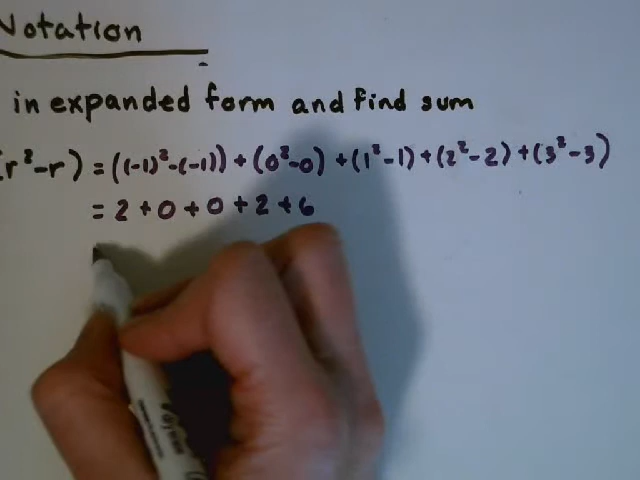 Notation
in expanded form and find sum
(r²-r) = ((-1)²-(-1)) + (0²-0) + (1²-1) + (2²-2) + (3²-3)
= 2 + 0 + 0 + 2 + 6